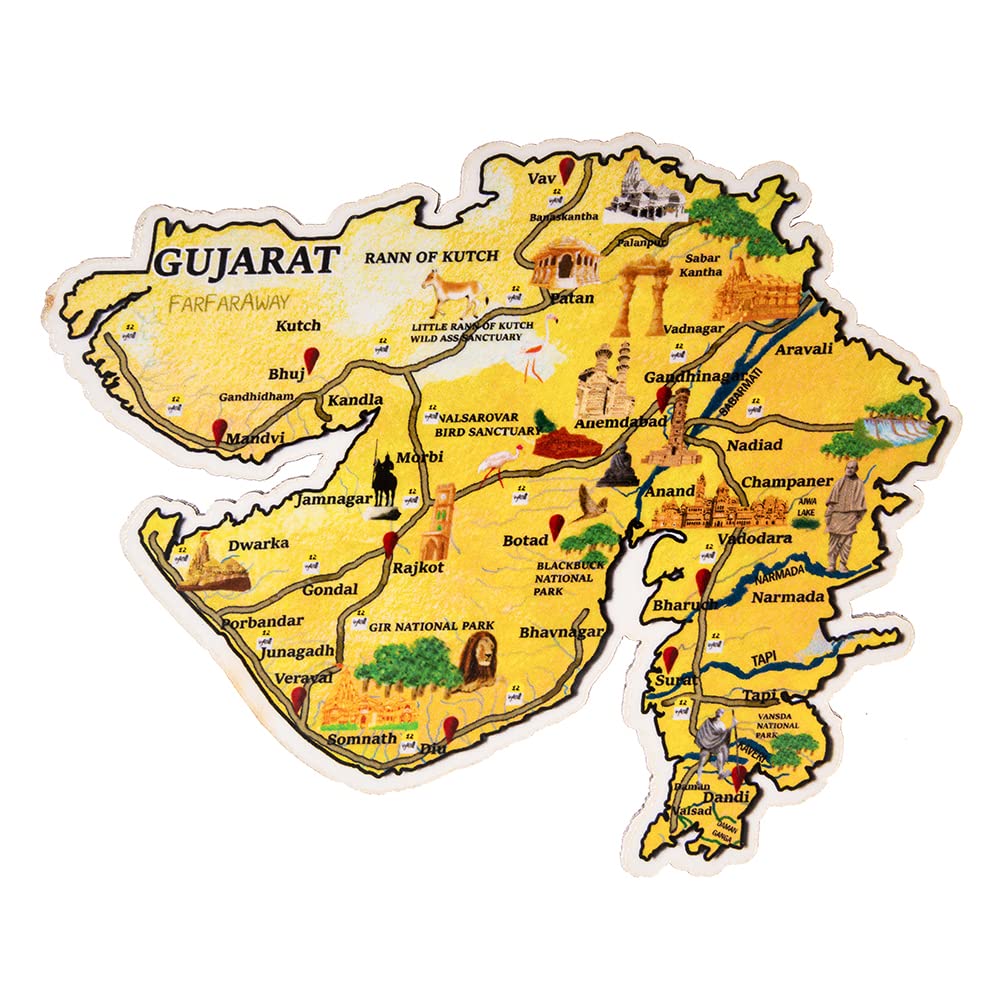 Vav
Banaskantha
GUJARAT
RANN OF KUTCH
Palanpur
Sabar
Kantha
FARFARAWAY
Patan
Kutch
LITTLE RANN OF KUTCH
WILD ASS SANCTUARY
Vadnagar
Aravali
Bhuj
Gandhinagar
SABARMATI
Gandhidham
Kandla
NALSAROVAR
BIRD SANCTUARY
Anemdabad
Mandvi
Nadiad
Morbi
Jamnagar
Anand
Champaner
AJWA
LAKE
Dwarka
Botad
Vadodara
Rajkot
BLACKBUCK
NATIONAL
PARK
NARMADA
Gondal
Bharuch
Narmada
Porbandar
GIR NATIONAL PARK
Bhavnagar
Junagadh
TAPI
Veraval
Surat
Tapi
VANSDA
NATIONAL
PARK
Somnath
Diu
KAVERI
Daman
Dandi
Valsad
DAMAN
GANGA